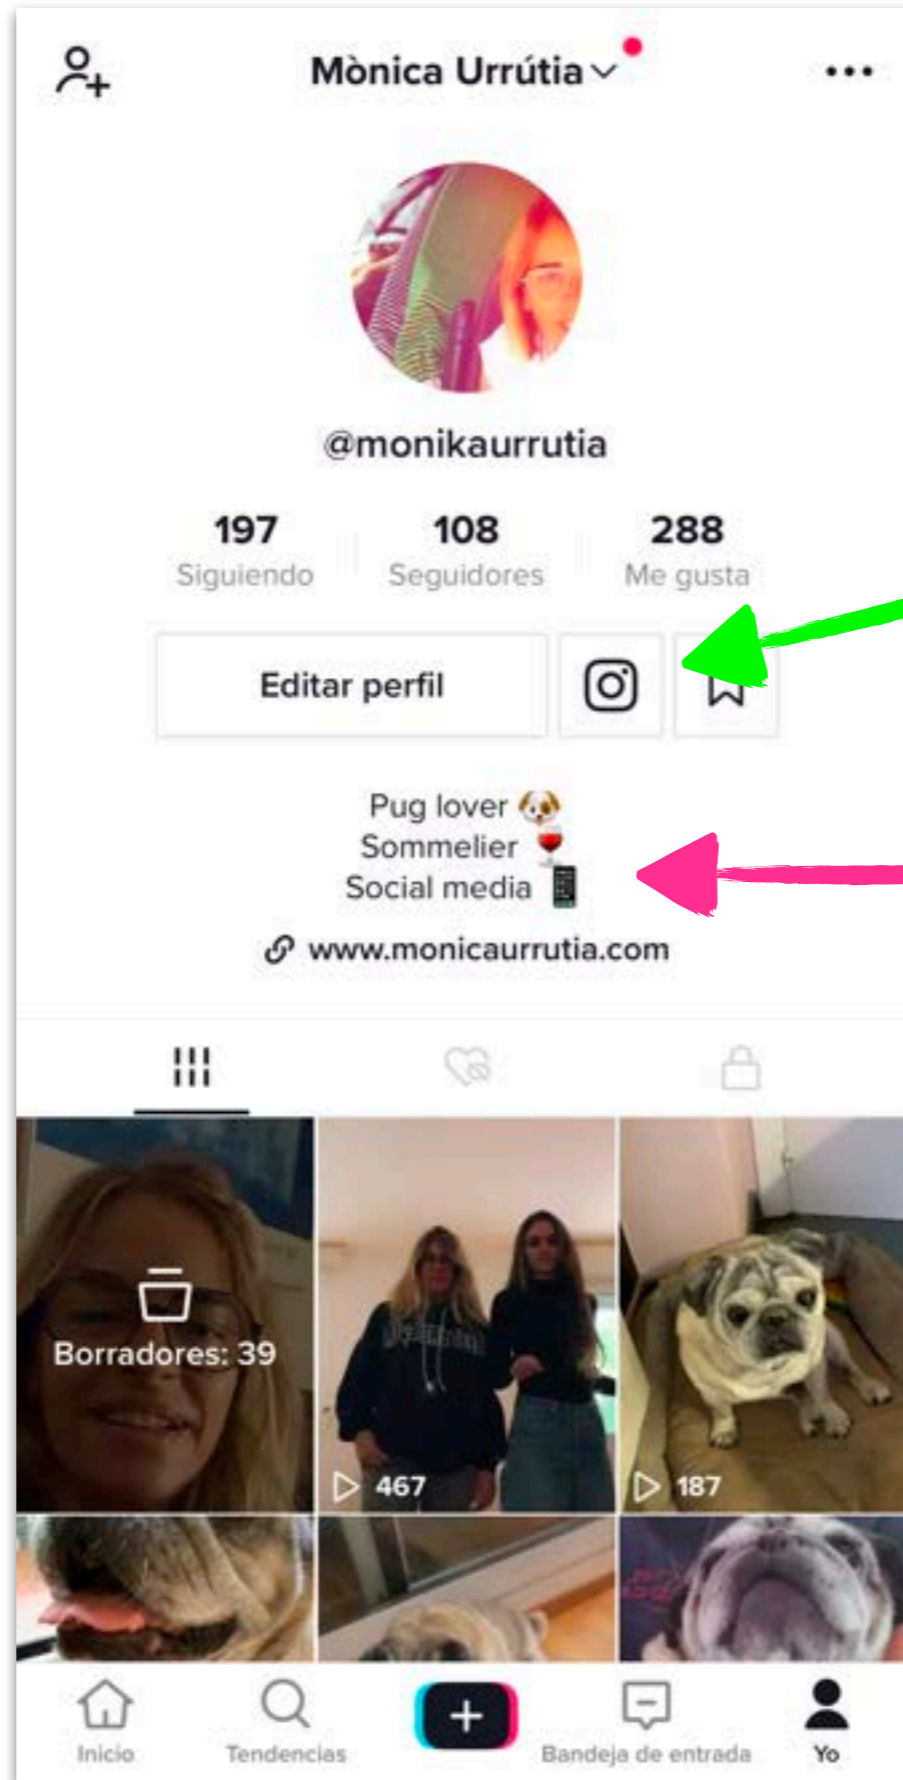 Mònica Urrútia
@monikaurrutia
197 108 288
Siguiendo Seguidores Me gusta
Editar perfil
Pug lover 🐶
Sommelier 🍷
Social media 📱
www.monicaurrutia.com
Borradores: 39
467
187
Inicio Tendencias Bandeja de entrada Yo